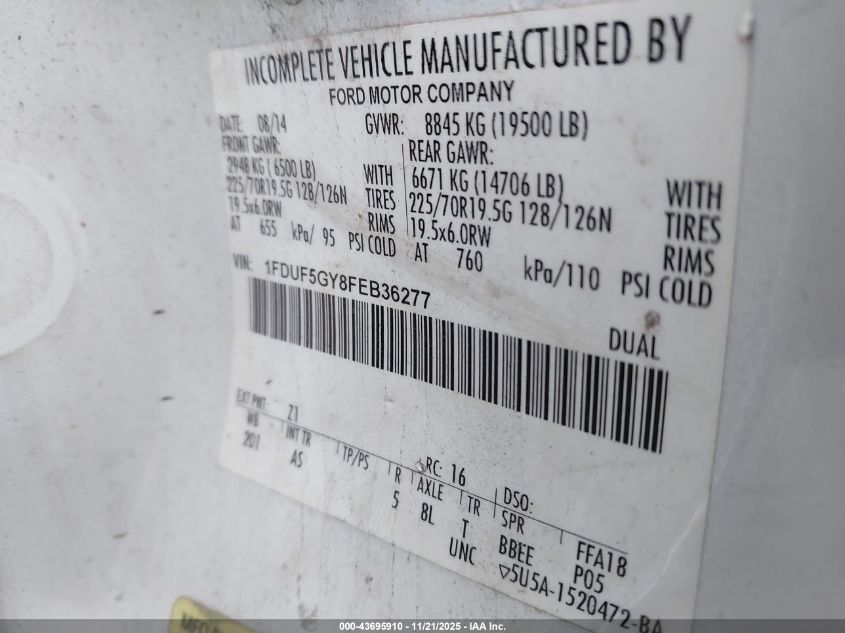 INCOMPLETE VEHICLE MANUFACTURED BY
FORD MOTOR COMPANY
DATE: 08/14 GVWR: 8845 KG (19500 LB)
FRONT GAWR: REAR GAWR:
2948 KG ( 6500 LB) WITH 6671 KG (14706 LB) WITH
225/70R19.5G 128/126N TIRES 225/70R19.5G 128/126N TIRES
19.5x6.0RW RIMS 19.5x6.0RW RIMS
AT 655 kPa/ 95 PSI COLD AT 760 kPa/110 PSI COLD
VIN: 1FDUF5GY8FEB36277
DUAL
EXT PNT: Z1 RC: 16 DSO:
WB INT TR TP/PS R AXLE TR SPR FFA18
201 AS 5 8L T BBEE P05
UNC ▽5U5A-1520472-BA
000-43695910 - 11/21/2025 - IAA Inc.